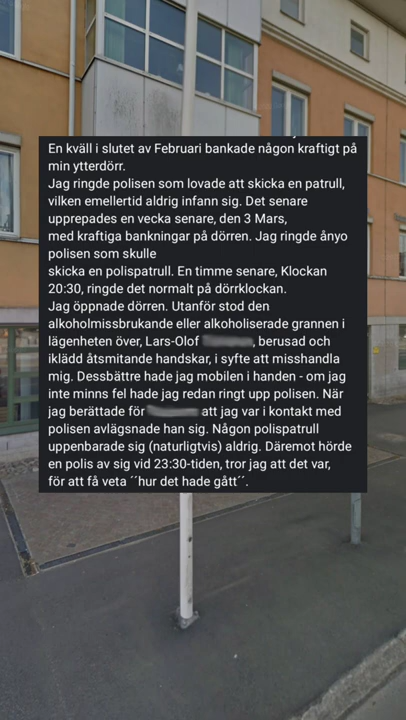 En kväll i slutet av Februari bankade någon kraftigt på
min ytterdörr.
Jag ringde polisen som lovade att skicka en patrull,
vilken emellertid aldrig infann sig. Det senare
upprepades en vecka senare, den 3 Mars,
med kraftiga bankningar på dörren. Jag ringde ånyo
polisen som skulle
skicka en polispatrull. En timme senare, Klockan
20:30, ringde det normalt på dörrklockan.
Jag öppnade dörren. Utanför stod den
alkoholmissbrukande eller alkoholiserade grannen i
lägenheten över, Lars-Olof , berusad och
iklädd åtsmitande handskar, i syfte att misshandla
mig. Dessbättre hade jag mobilen i handen - om jag
inte minns fel hade jag redan ringt upp polisen. När
jag berättade för att jag var i kontakt med
polisen avlägsnade han sig. Någon polispatrull
uppenbarade sig (naturligtvis) aldrig. Däremot hörde
en polis av sig vid 23:30-tiden, tror jag att det var,
för att få veta ´´hur det hade gått´´.